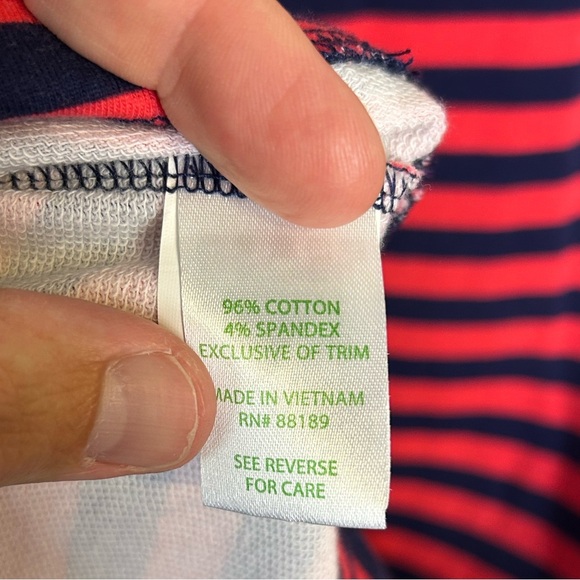 96% COTTON
4% SPANDEX
EXCLUSIVE OF TRIM
MADE IN VIETNAM
RN# 88189
SEE REVERSE
FOR CARE